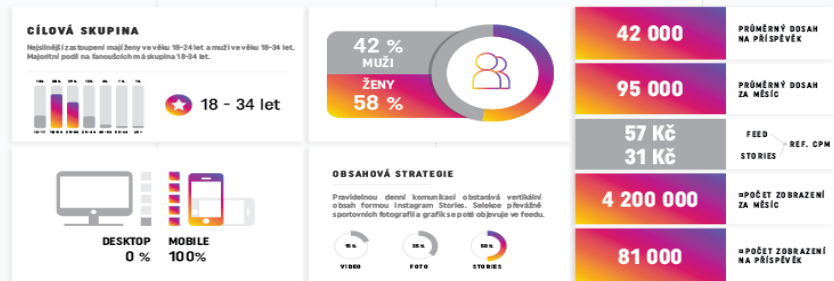 CÍLOVÁ SKUPINA
Nejsilnější zastoupení mají ženy ve věku 18-24 let a muži ve věku 18-34 let.
Majoritní podíl na fanoušcích má skupina 18-34 let.
18 - 34 let
42 %
MUŽI
ŽENY
58 %
DESKTOP
0 %
MOBILE
100%
OBSAHOVÁ STRATEGIE
Pravidelnou denní komunikaci obstarává vertikální
obsah formou Instagram Stories. Selekce převážně
sportovních fotografií a grafik se poté objevuje ve feedu.
15%
VIDEO
35%
FOTO
50%
STORIES
42 000
PRŮMĚRNÝ DOSAH
NA PŘÍSPĚVEK
95 000
PRŮMĚRNÝ DOSAH
ZA MĚSÍC
57 Kč
31 Kč
FEED
STORIES
REF. CPM
4 200 000
¤POČET ZOBRAZENÍ
ZA MĚSÍC
81 000
¤POČET ZOBRAZENÍ
NA PŘÍSPĚVEK